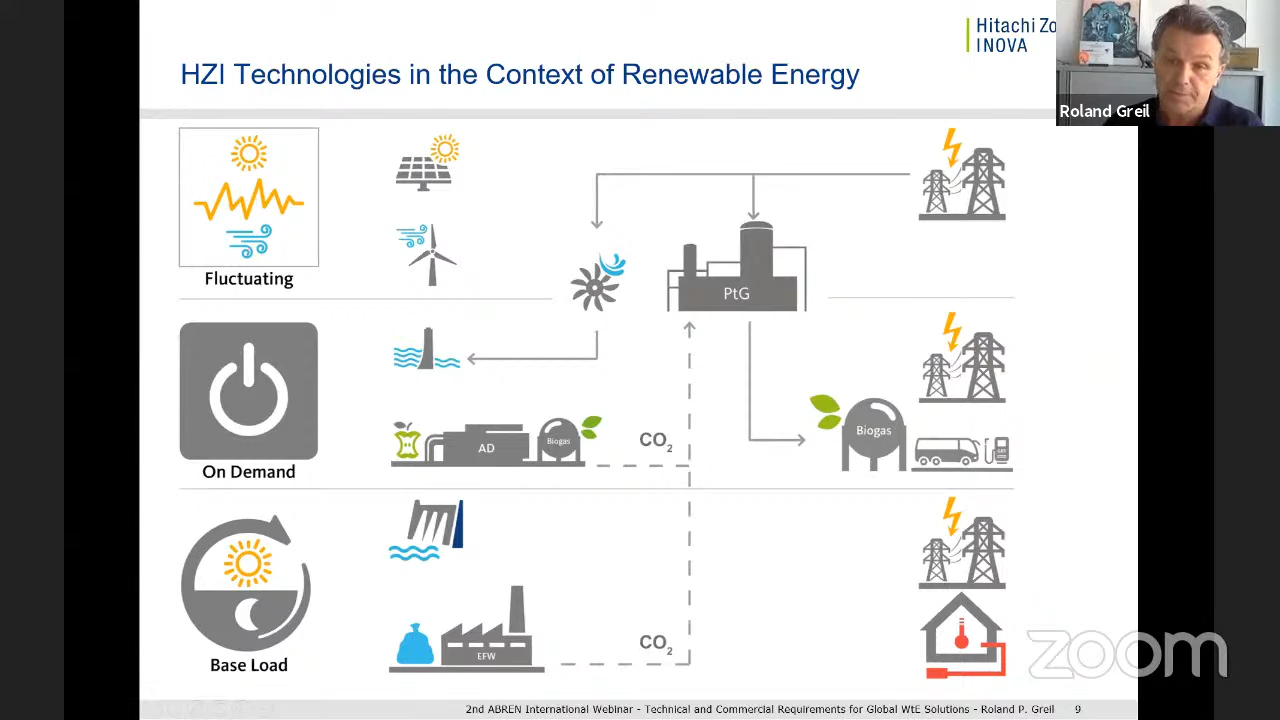 Hitachi Zo
INOVA
HZI Technologies in the Context of Renewable Energy
Roland Greil
Fluctuating
PtG
On Demand
AD
Biogas
CO2
Biogas
Base Load
EFW
CO2
zoom
2nd ABREN International Webinar - Technical and Commercial Requirements for Global WtE Solutions - Roland P. Greil 9